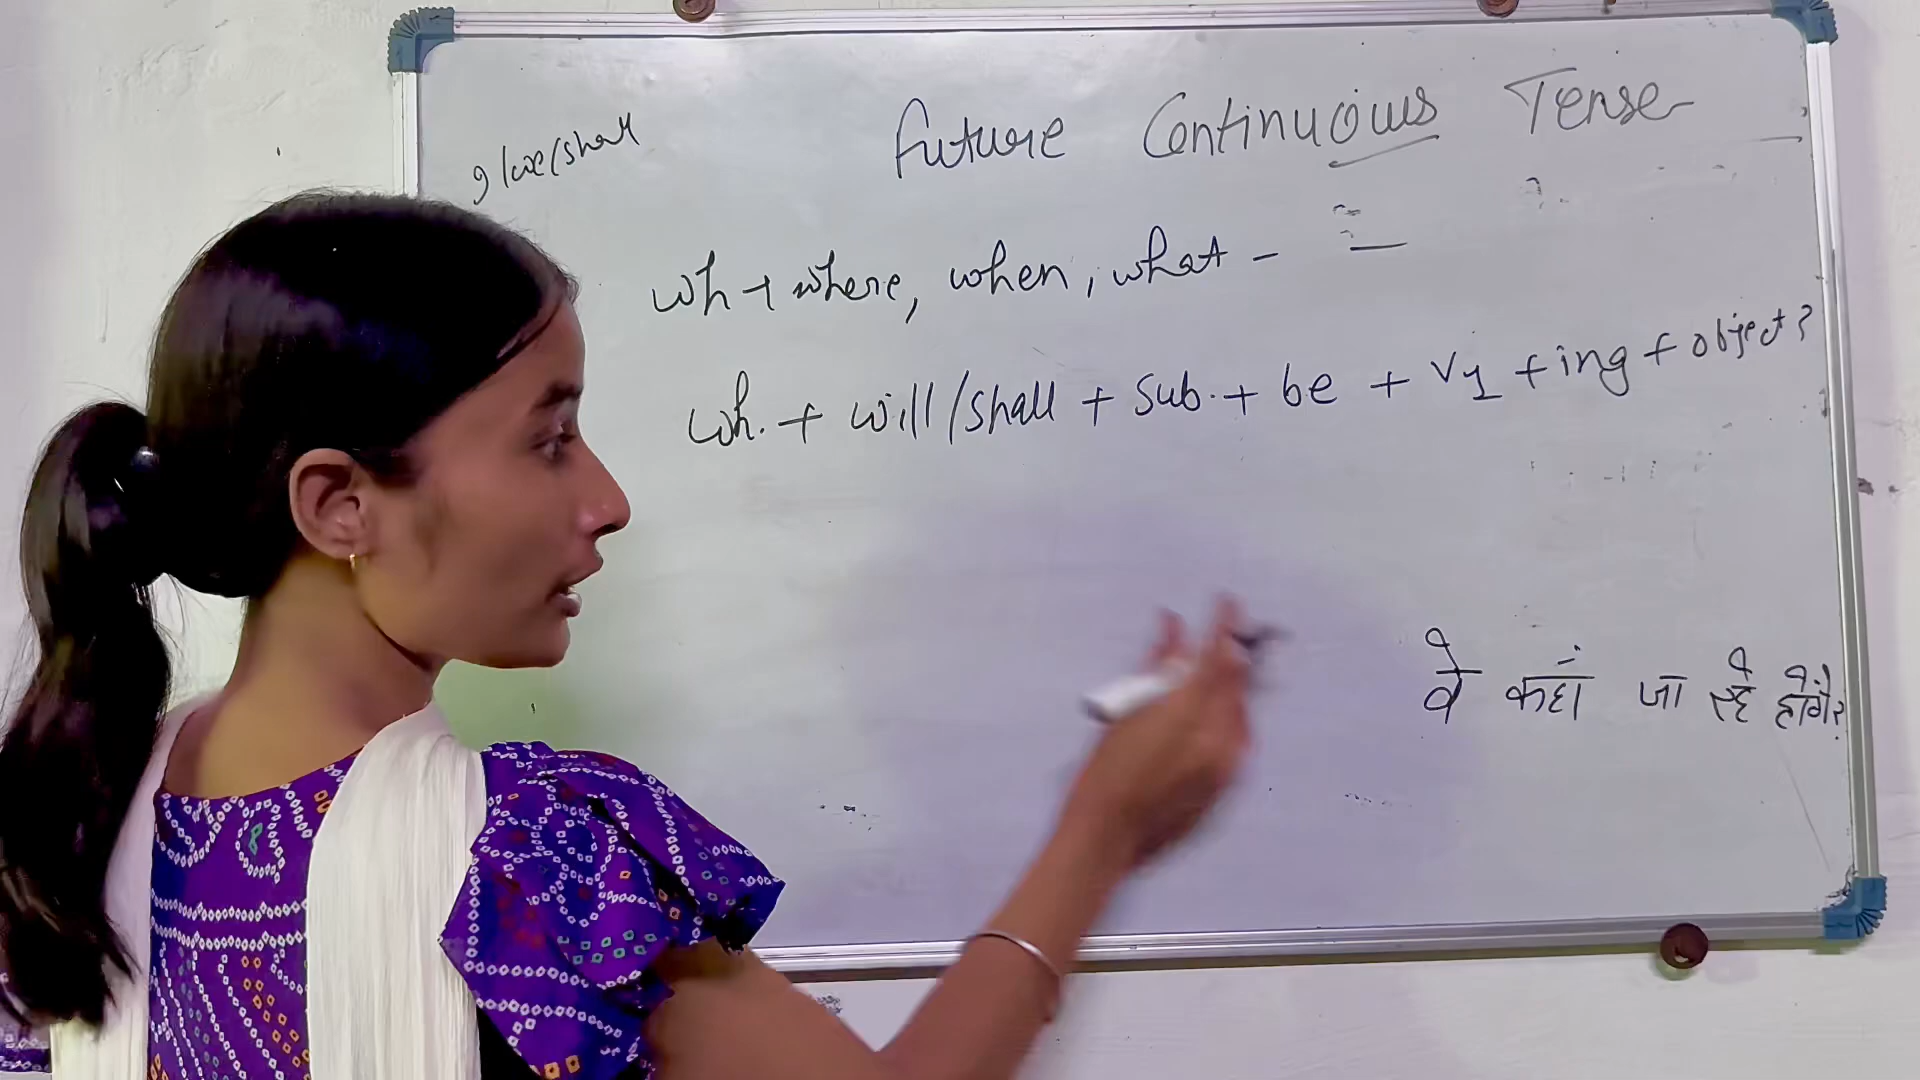 Future Continuous Tense
I/we/shall
wh + where, when, what -
wh. + will/shall + sub. + be + V1 + ing + object?
वे कहां जा रहे होंगे?